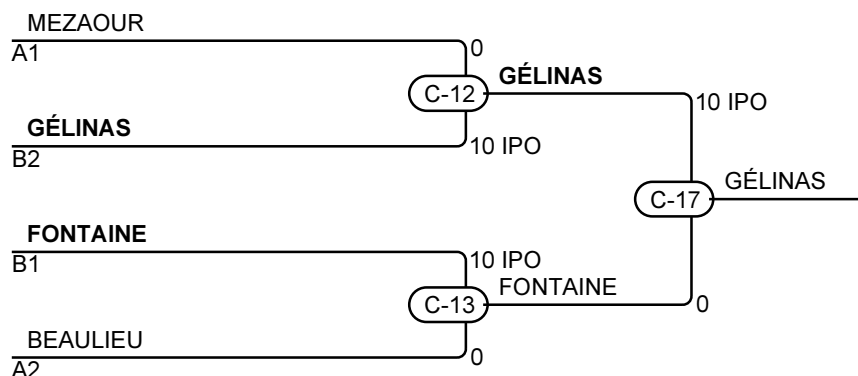 MEZAOUR
A1
0
C-12
GÉLINAS
10 IPO
GÉLINAS
B2
10 IPO
C-17
GÉLINAS
FONTAINE
B1
10 IPO
C-13
FONTAINE
0
BEAULIEU
A2
0